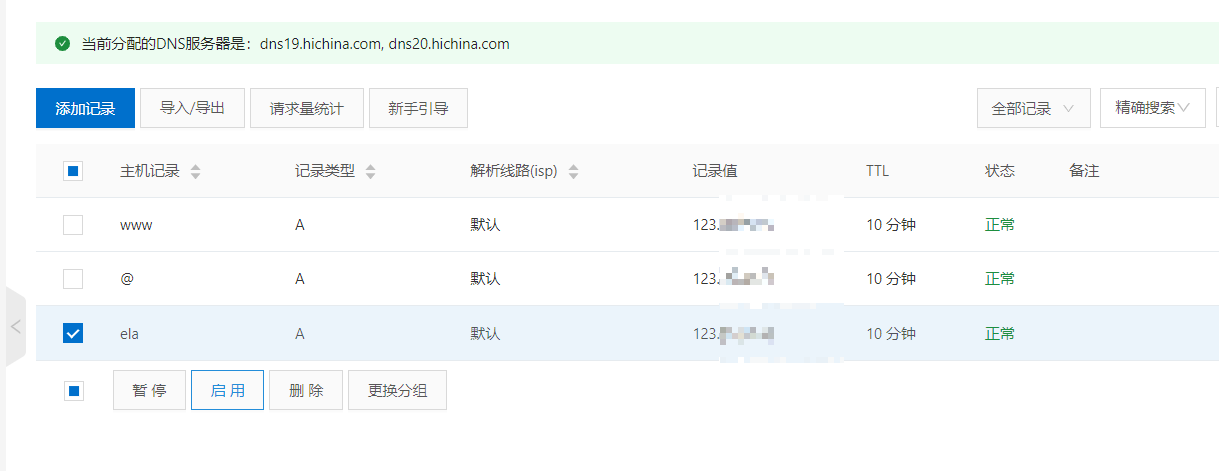 当前分配的DNS服务器是：dns19.hichina.com, dns20.hichina.com
添加记录 导入/导出 请求量统计 新手引导 全部记录 精确搜索
主机记录 记录类型 解析线路(isp) 记录值 TTL 状态 备注
www A 默认 123. 10 分钟 正常
@ A 默认 123. 10 分钟 正常
ela A 默认 123. 10 分钟 正常
暂 停 启 用 删 除 更换分组